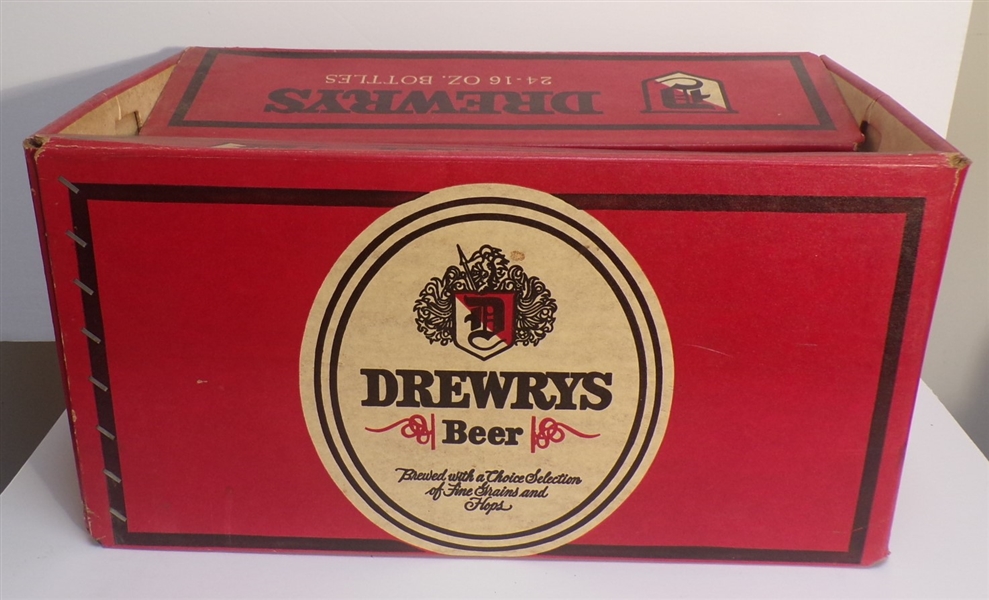 24-16 OZ. BOTTLES
DREWRYS
D
D
DREWRYS
Beer
Brewed with a Choice Selection
of Fine Grains and
Hops